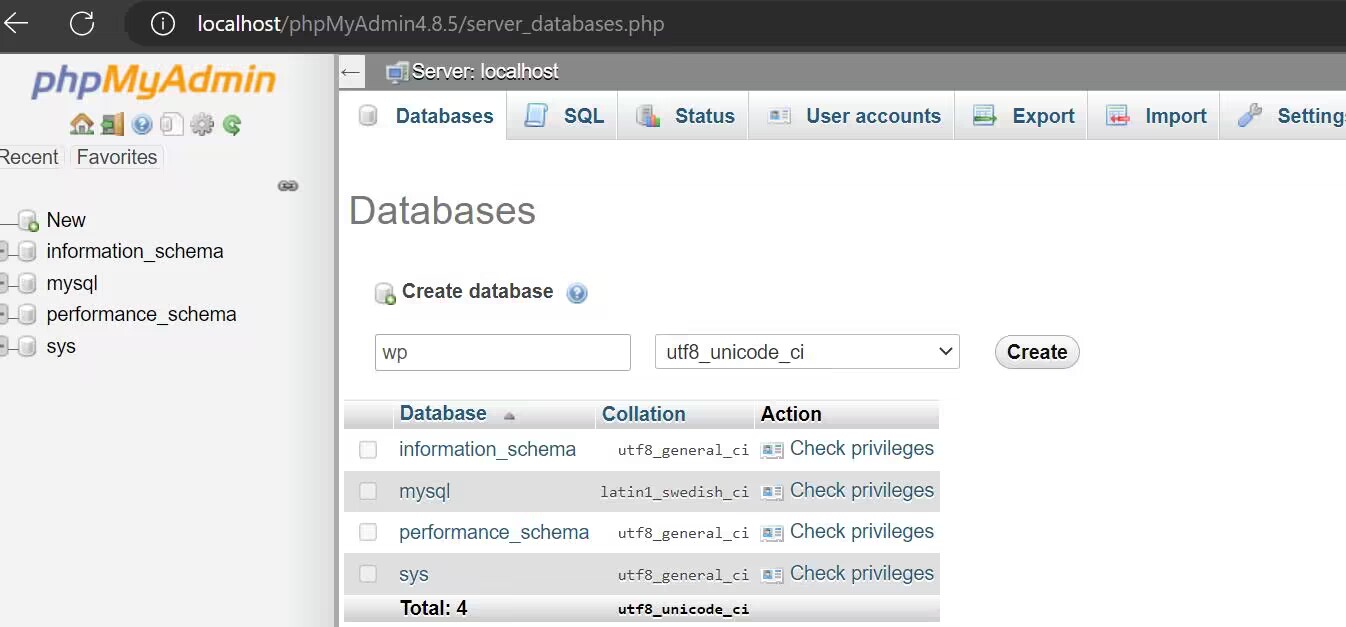 localhost/phpMyAdmin4.8.5/server_databases.php
phpMyAdmin
Recent Favorites
New
information_schema
mysql
performance_schema
sys
Server: localhost
Databases SQL Status User accounts Export Import Setting
Databases
Create database
wp utf8_unicode_ci Create
Database Collation Action
information_schema utf8_general_ci Check privileges
mysql latin1_swedish_ci Check privileges
performance_schema utf8_general_ci Check privileges
sys utf8_general_ci Check privileges
Total: 4 utf8_unicode_ci